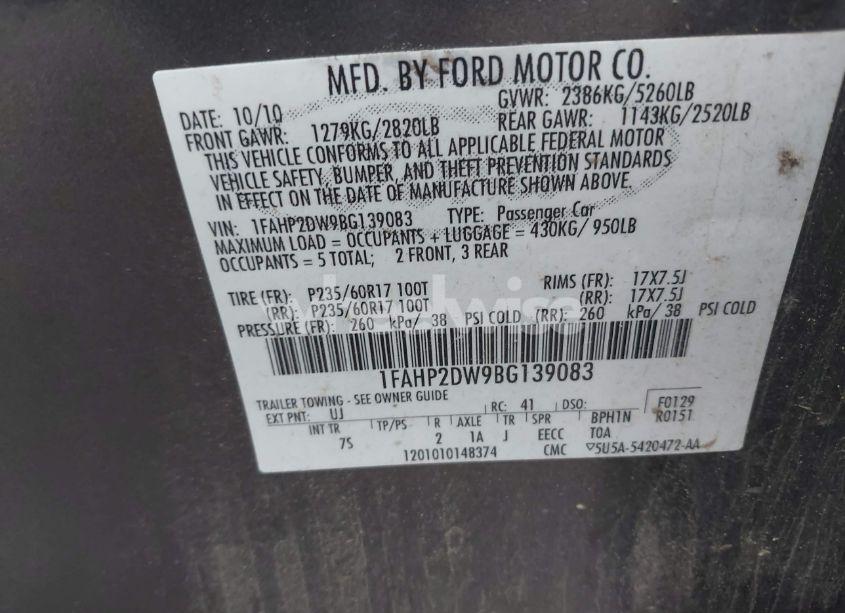 MFD. BY FORD MOTOR CO.
DATE: 10/10 GVWR: 2386KG/5260LB
FRONT GAWR: 1279KG/2820LB REAR GAWR: 1143KG/2520LB
THIS VEHICLE CONFORMS TO ALL APPLICABLE FEDERAL MOTOR
VEHICLE SAFETY, BUMPER, AND THEFT PREVENTION STANDARDS
IN EFFECT ON THE DATE OF MANUFACTURE SHOWN ABOVE.
VIN: 1FAHP2DW9BG139083 TYPE: Passenger Car
MAXIMUM LOAD = OCCUPANTS + LUGGAGE = 430KG/ 950LB
OCCUPANTS = 5 TOTAL; 2 FRONT, 3 REAR
TIRE (FR): P235/60R17 100T RIMS (FR): 17X7.5J
(RR): P235/60R17 100T (RR): 17X7.5J
PRESSURE (FR): 260 kPa/ 38 PSI COLD (RR): 260 kPa/ 38 PSI COLD
1FAHP2DW9BG139083
TRAILER TOWING - SEE OWNER GUIDE
EXT PNT: UJ RC: 41 DSO: F0129
INT TR TP/PS R AXLE TR SPR BPH1N R0151
7S 2 1A J EECC T0A
1201010148374 CMC 5U5A-5420472-AA